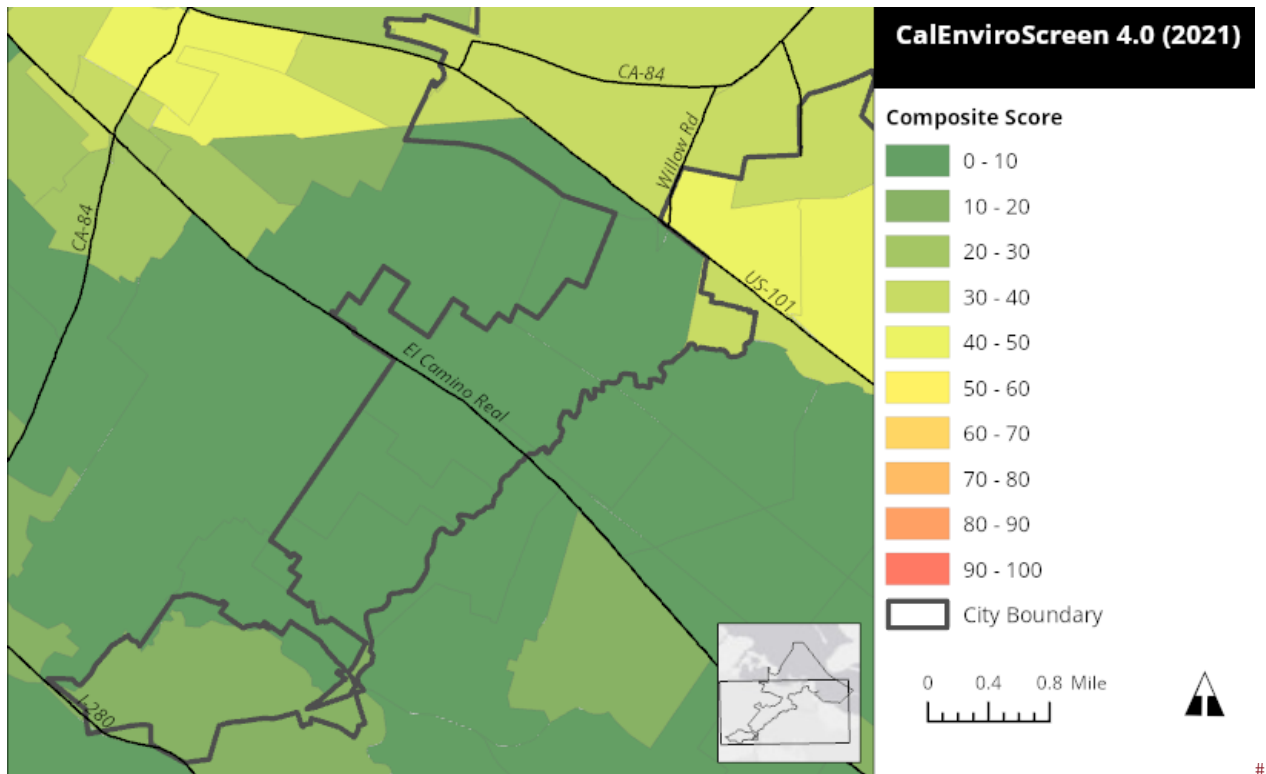 CalEnviroScreen 4.0 (2021)
CA-84
Willow Rd
CA-84
US-101
El Camino Real
I-280
Composite Score
0 - 10
10 - 20
20 - 30
30 - 40
40 - 50
50 - 60
60 - 70
70 - 80
80 - 90
90 - 100
City Boundary
0 0.4 0.8 Mile
#